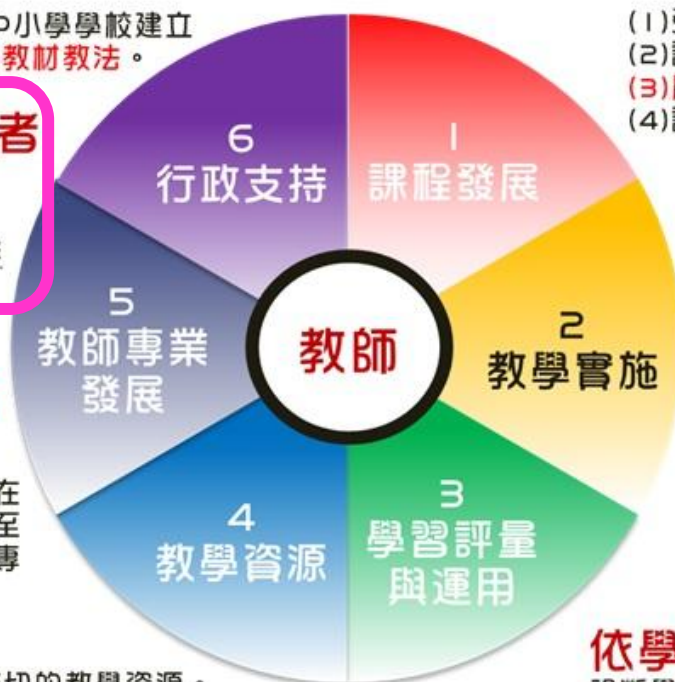 中小學學校建立
教材教法。
者
(1)
(2)
(3)
(4)
6
行政支持
1
課程發展
5
教師專業
發展
教師
2
教學實施
在
至
專
4
教學資源
3
學習評量
與運用
依學
切的教學資源。